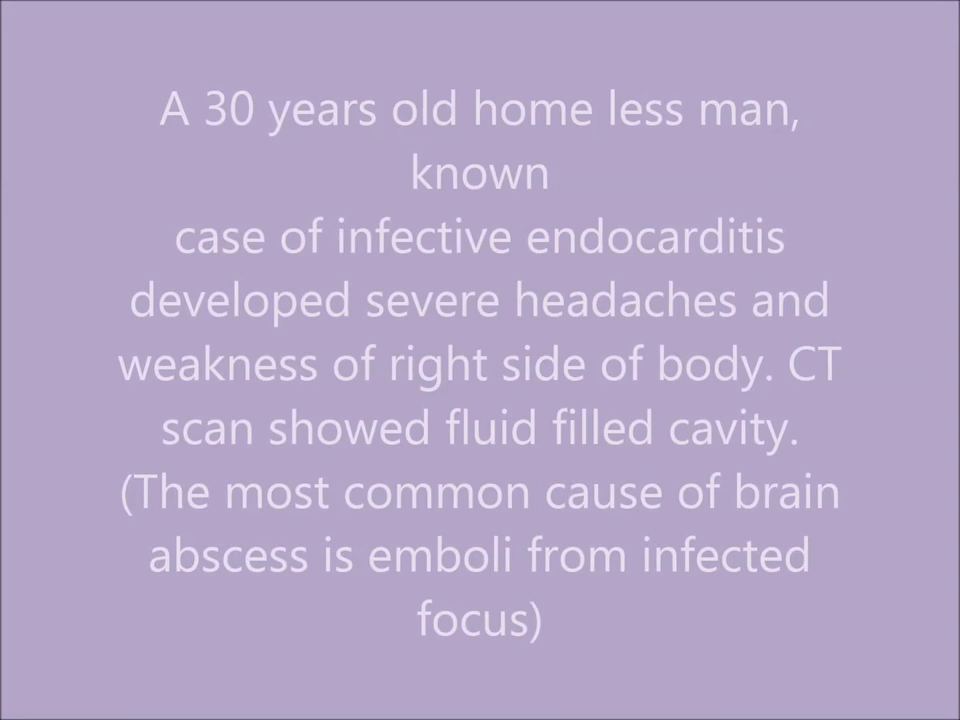 A 30 years old home less man,
known
case of infective endocarditis
developed severe headaches and
weakness of right side of body. CT
scan showed fluid filled cavity.
(The most common cause of brain
abscess is emboli from infected
focus)